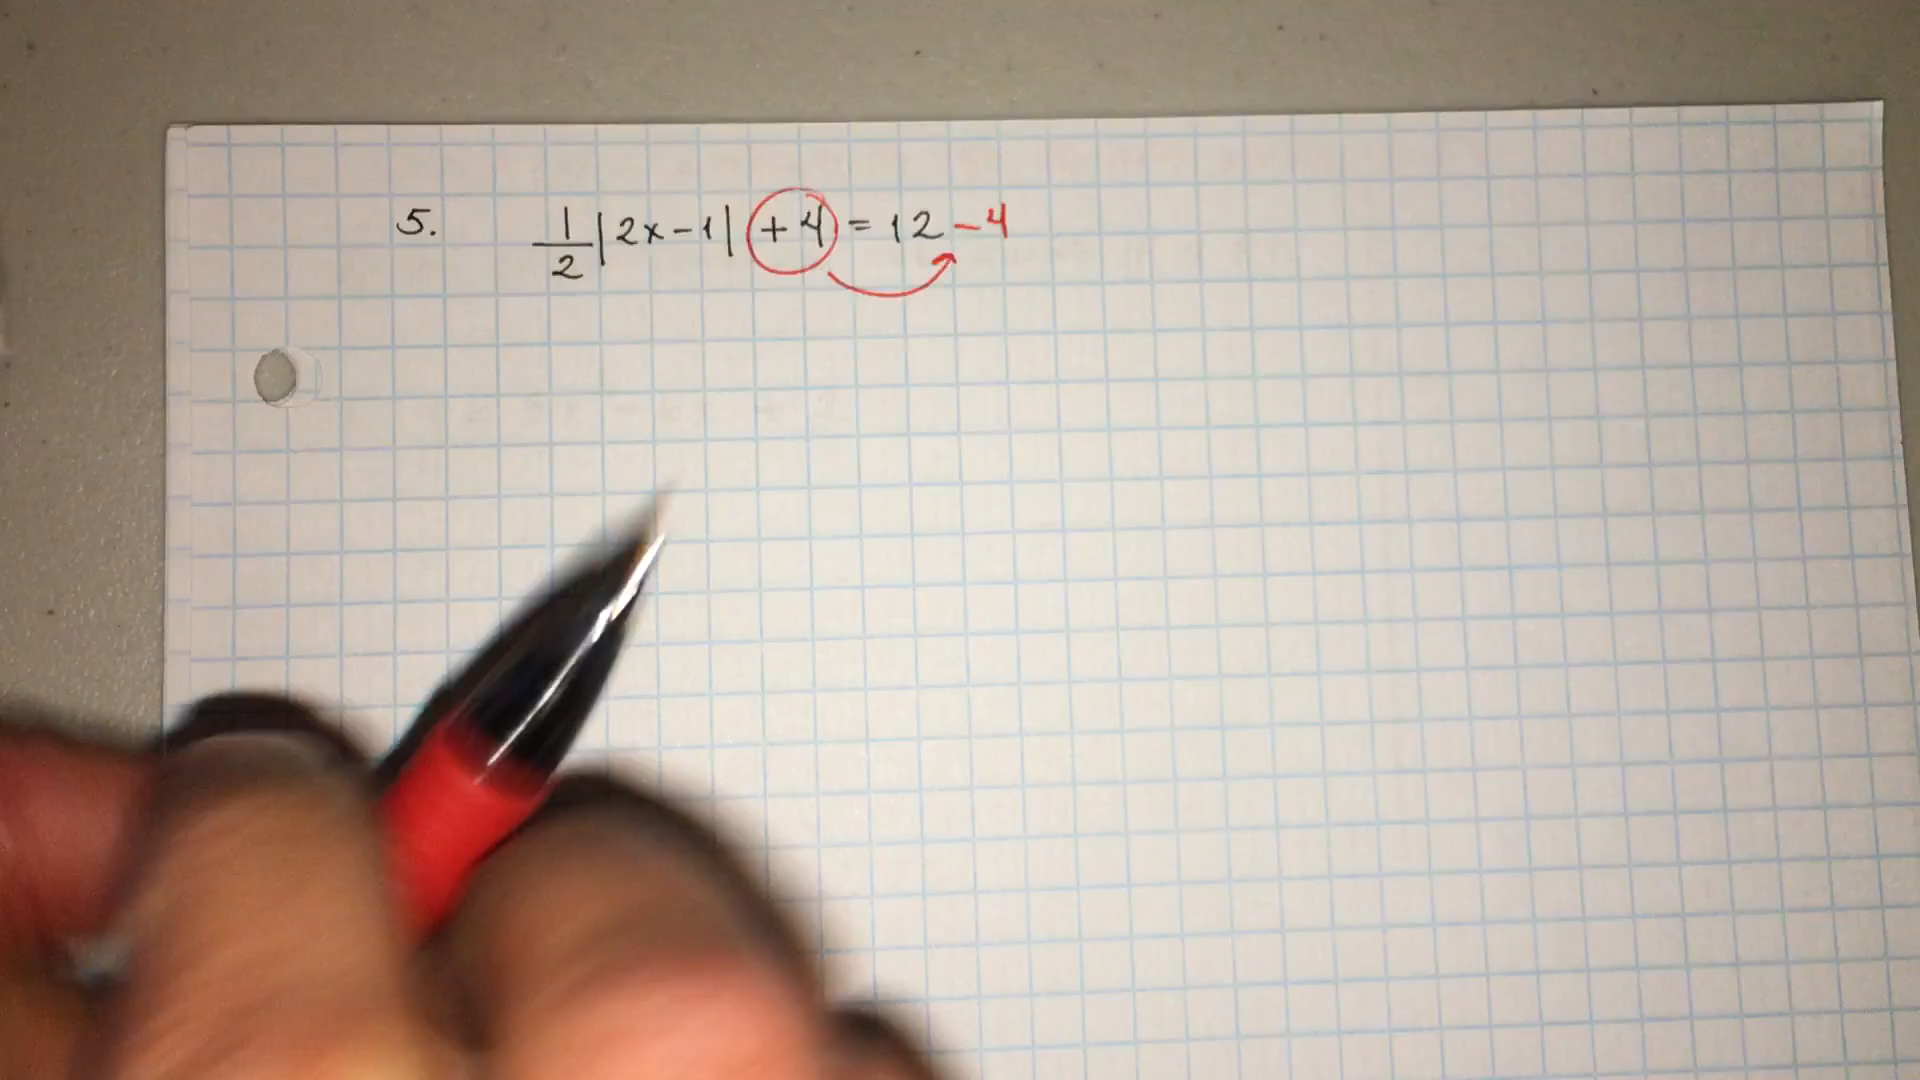 5. 1/2 |2x-1| +4 = 12 -4